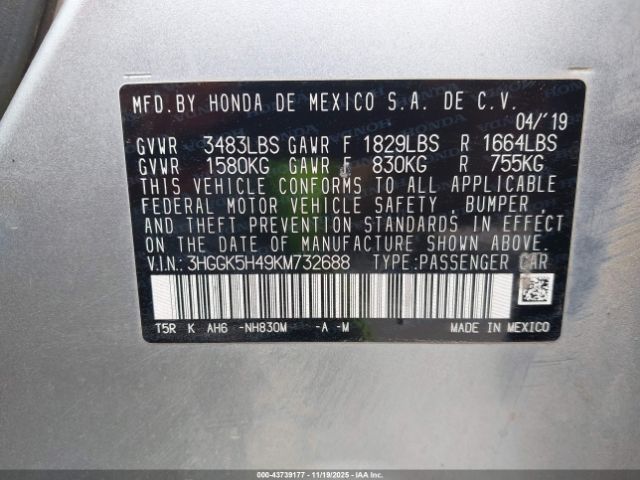 MFD. BY HONDA DE MEXICO S.A. DE C.V.
04/'19
GVWR 3483LBS GAWR F 1829LBS R 1664LBS
GVWR 1580KG GAWR F 830KG R 755KG
THIS VEHICLE CONFORMS TO ALL APPLICABLE
FEDERAL MOTOR VEHICLE SAFETY, BUMPER,
AND THEFT PREVENTION STANDARDS IN EFFECT
ON THE DATE OF MANUFACTURE SHOWN ABOVE.
V.I.N.: 3HGGK5H49KM732688 TYPE:PASSENGER CAR
T5R K AH6 -NH830M -A -M MADE IN MEXICO
000-43739177 - 11/19/2025 - IAAI.COM